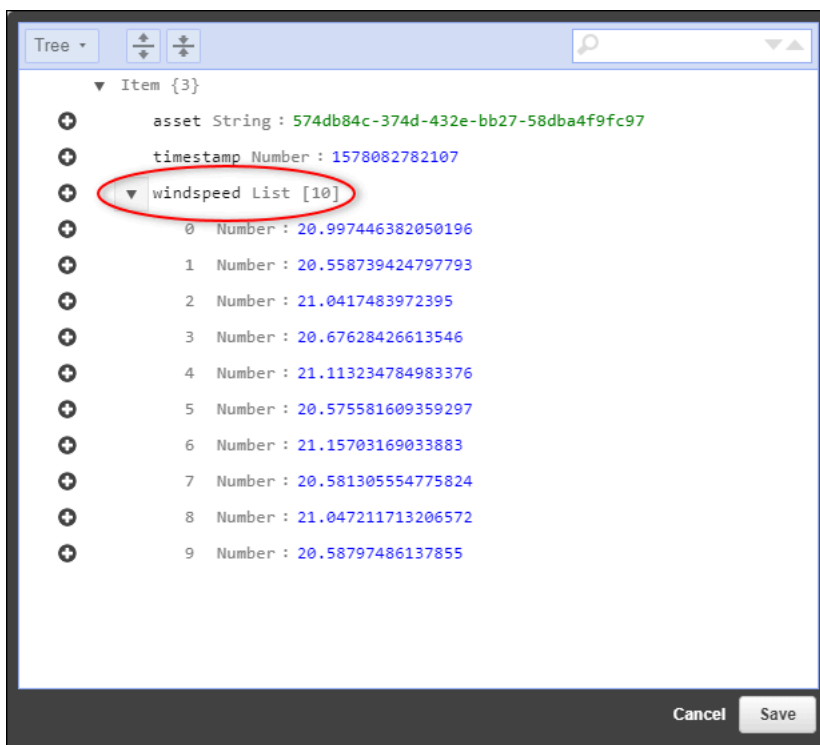 Tree
Item {3}
asset String : 574db84c-374d-432e-bb27-58dba4f9fc97
timestamp Number : 1578082782107
windspeed List [10]
0 Number : 20.997446382050196
1 Number : 20.558739424797793
2 Number : 21.0417483972395
3 Number : 20.67628426613546
4 Number : 21.113234784983376
5 Number : 20.575581609359297
6 Number : 21.15703169033883
7 Number : 20.581305554775824
8 Number : 21.047211713206572
9 Number : 20.58797486137855
Cancel Save